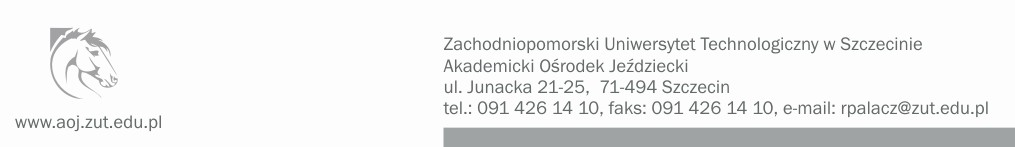 www.aoj.zut.edu.pl
Zachodniopomorski Uniwersytet Technologiczny w Szczecinie
Akademicki Ośrodek Jeździecki
ul. Junacka 21-25, 71-494 Szczecin
tel.: 091 426 14 10, faks: 091 426 14 10, e-mail: rpalacz@zut.edu.pl